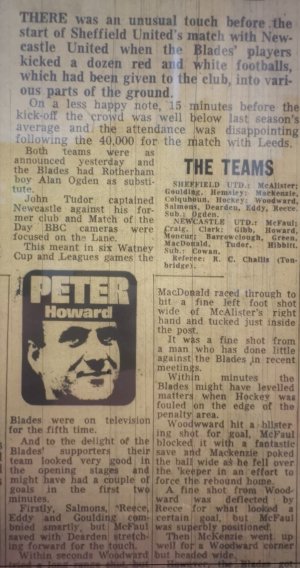 THERE was an unusual touch before the
start of Sheffield United's match with New-
castle United when the Blades' players
kicked a dozen red and white footballs,
which had been given to the club, into vari-
ous parts of the ground.
On a less happy note, 15 minutes before the
kick-off the crowd was well below last season's
average and the attendance was disappointing
following the 40,000 for the match with Leeds.
Both teams were as
announced yesterday and
the Blades had Rotherham
boy Alan Ogden as substi-
tute.
John Tudor captained
Newcastle against his for-
mer club and Match of the
Day BBC cameras were
focused on the Lane.
This meant in six Watney
Cup and Leagues games the
PETER
Howard
Blades were on television
for the fifth time.
And to the delight of the
Blades' supporters their
team looked very good in
the opening stages and
might have had a couple of
goals in the first two
minutes.
Firstly, Salmons, Reece,
Eddy and Goulding com-
bined smartly, but McFaul
saved with Dearden stretch-
ing forward for the touch.
Within seconds Woodward
THE TEAMS
SHEFFIELD UTD.: McAlister;
Goulding, Hemsley; Mackenzie,
Colquhoun, Hockey; Woodward,
Salmons, Dearden, Eddy, Reece.
Sub.: Ogden.
NEWCASTLE UTD.: McFaul;
Craig, Clark; Gibb, Howard,
Moncur; Barrowclough, Green,
MacDonald, Tudor, Hibbitt.
Sub.: Cowan.
Referee: R. C. Challis (Ton-
bridge).
MacDonald raced through to
hit a fine left foot shot
wide of McAlister's right
hand and tucked just inside
the post.
It was a fine shot from
a man who has done little
against the Blades in recent
meetings.
Within minutes the
Blades might have levelled
matters when Hockey was
fouled on the edge of the
penalty area.
Woodwward hit a blister-
ing shot for goal, McFaul
blocked it with a fantastic
save and Mackenzie poked
the ball wide as he fell over
the 'keeper in an effort to
force the rebound home.
A fine shot from Wood-
ward was deflected by
Reece for what looked a
certain goal, but McFaul
was superbly positioned.
Then McKenzie went up
well for a Woodward corner
but headed wide.
However, the Blades got